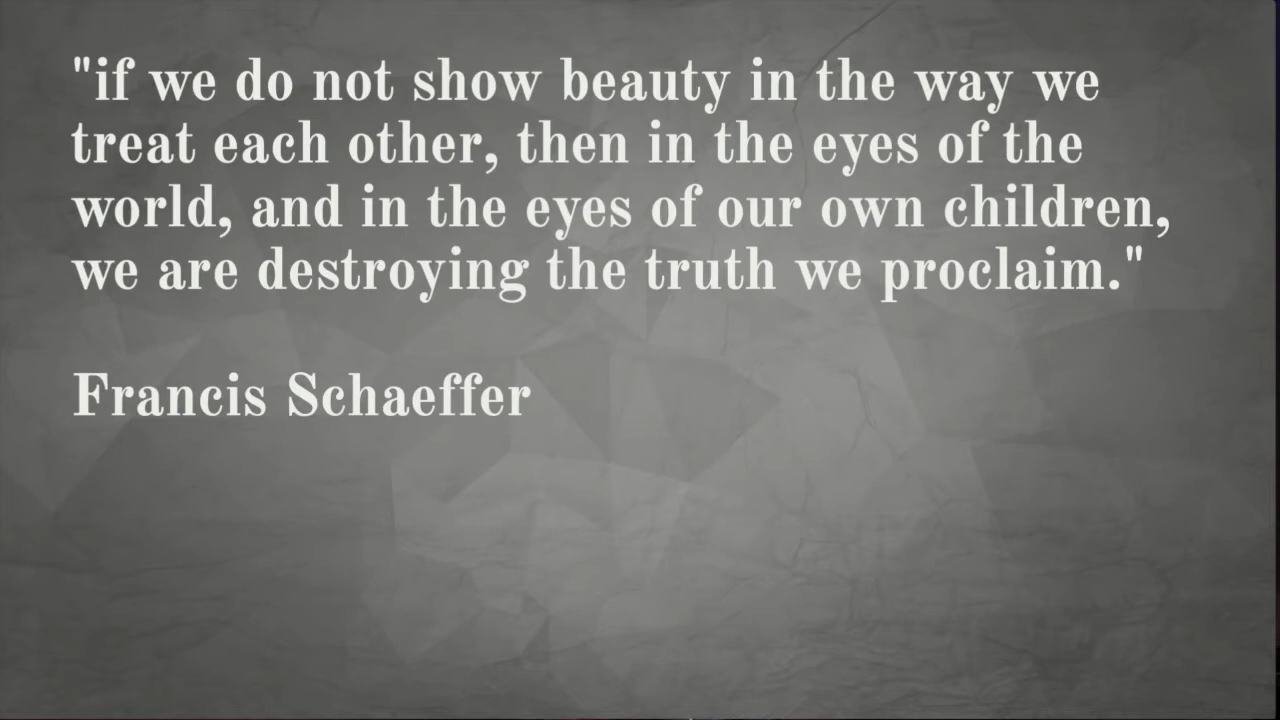 "if we do not show beauty in the way we
treat each other, then in the eyes of the
world, and in the eyes of our own children,
we are destroying the truth we proclaim."
Francis Schaeffer